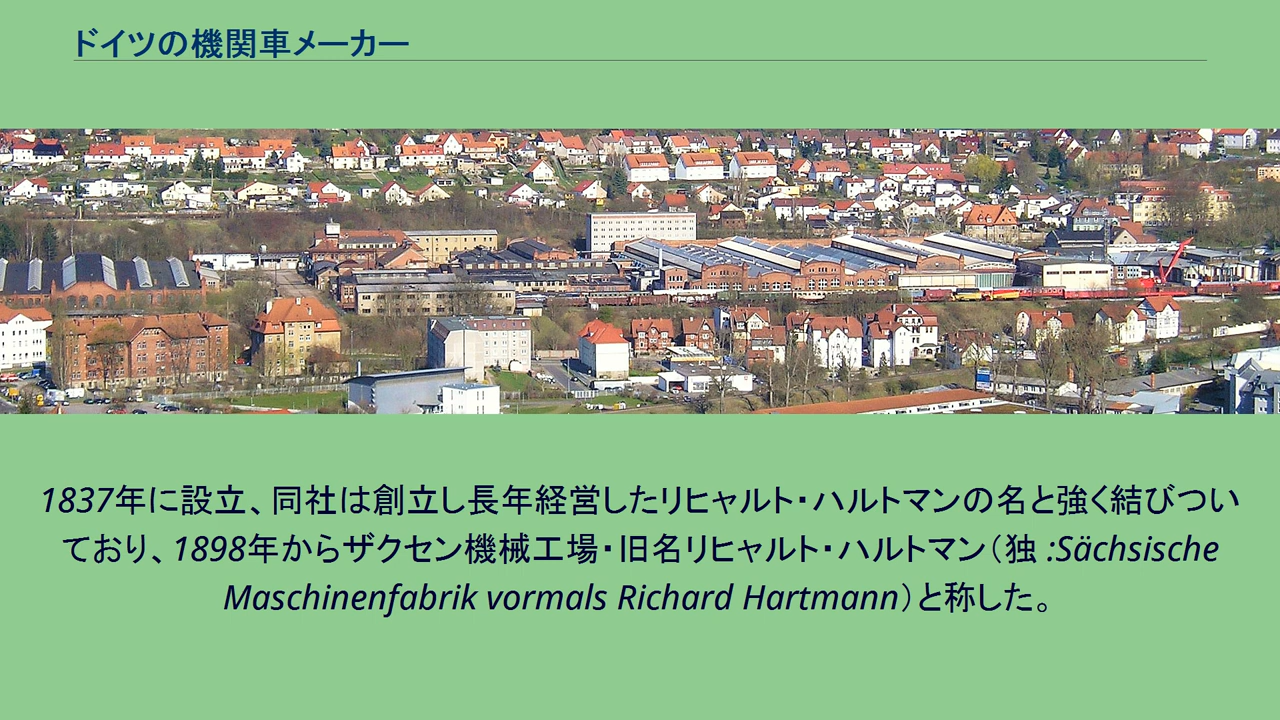 ドイツの機関車メーカー
1837年に設立、同社は創立し長年経営したリヒャルト・ハルトマンの名と強く結びつい
ており、1898年からザクセン機械工場・旧名リヒャルト・ハルトマン（独 :Sächsische
Maschinenfabrik vormals Richard Hartmann）と称した。